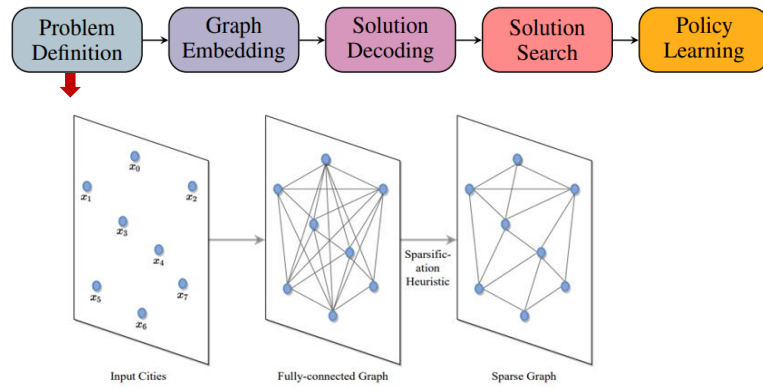 Problem
Definition
Graph
Embedding
Solution
Decoding
Solution
Search
Policy
Learning
x₀
x₁
x₂
x₃
x₄
x₅
x₆
x₇
Sparsific-
ation
Heuristic
Input Cities
Fully-connected Graph
Sparse Graph